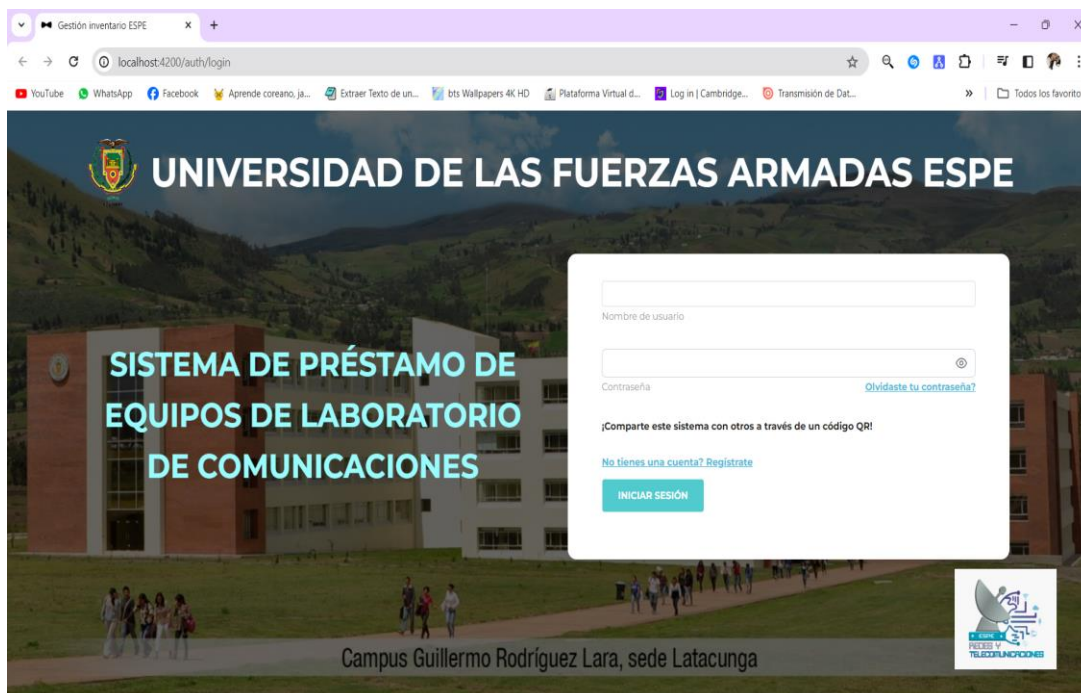 Gestión inventario ESPE
localhost:4200/auth/login
YouTube WhatsApp Facebook Aprende coreano, ja... Extraer Texto de un... bts Wallpapers 4K HD Plataforma Virtual d... Log in | Cambridge... Transmisión de Dat... » Todos los favorito
UNIVERSIDAD DE LAS FUERZAS ARMADAS ESPE
SISTEMA DE PRÉSTAMO DE
EQUIPOS DE LABORATORIO
DE COMUNICACIONES
Nombre de usuario
Contraseña Olvidaste tu contraseña?
¡Comparte este sistema con otros a través de un código QR!
No tienes una cuenta? Registrate
INICIAR SESIÓN
Campus Guillermo Rodríguez Lara, sede Latacunga
ESPE
REDES Y
TELECOMUNICACIONES